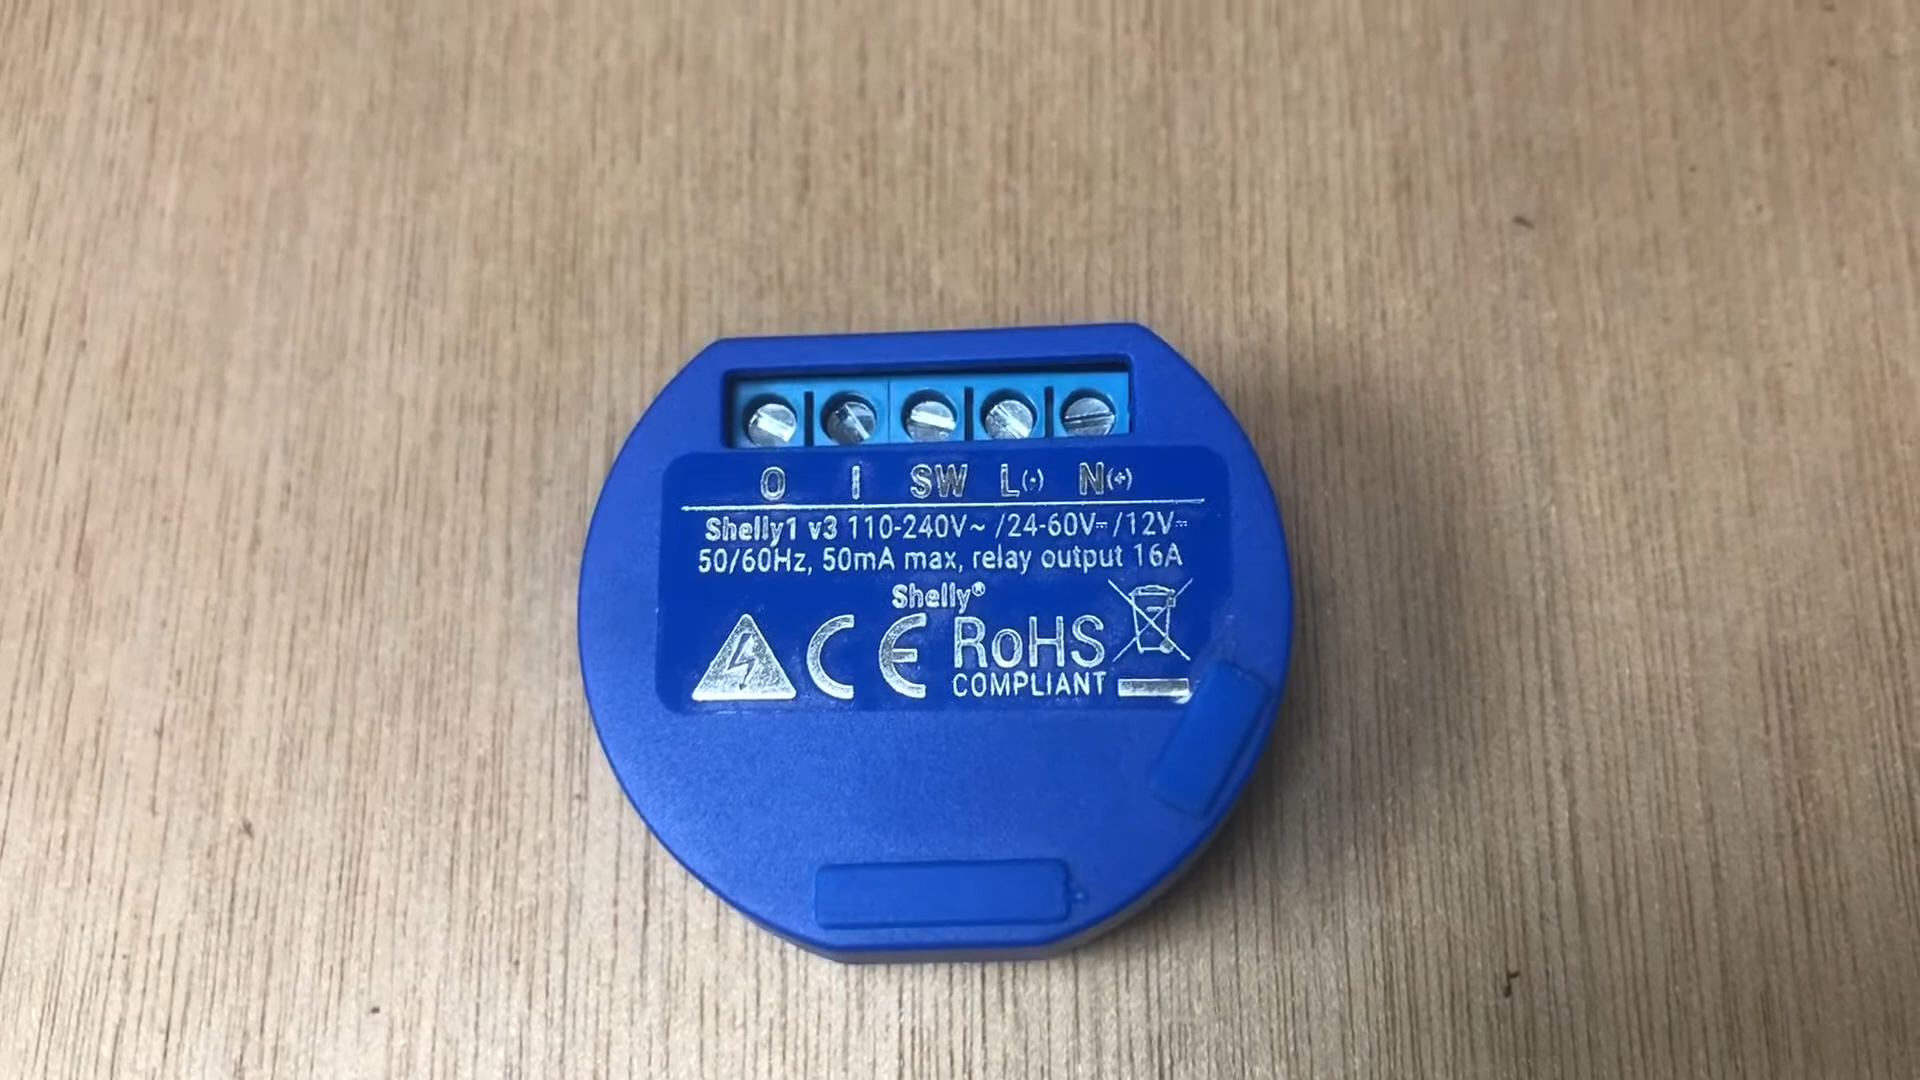 O I SW L(-) N(+)
Shelly1 v3 110-240V~ /24-60V⎓ /12V⎓
50/60Hz, 50mA max, relay output 16A
Shelly®
CE RoHS
COMPLIANT